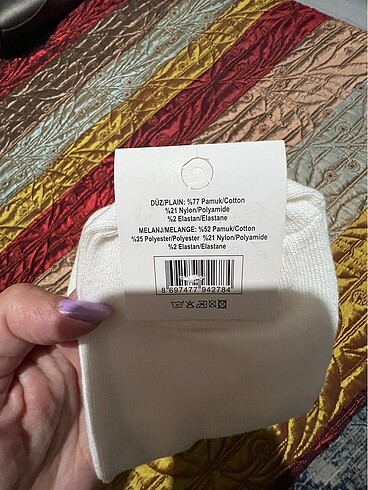 DÜZ/PLAIN: %77 Pamuk/Cotton
%21 Nylon/Polyamide
%2 Elastan/Elastane
MELANJ/MELANGE: %52 Pamuk/Cotton
%25 Polyester/Polyester %21 Nylon/Polyamide
%2 Elastan/Elastane
8 697477 942784